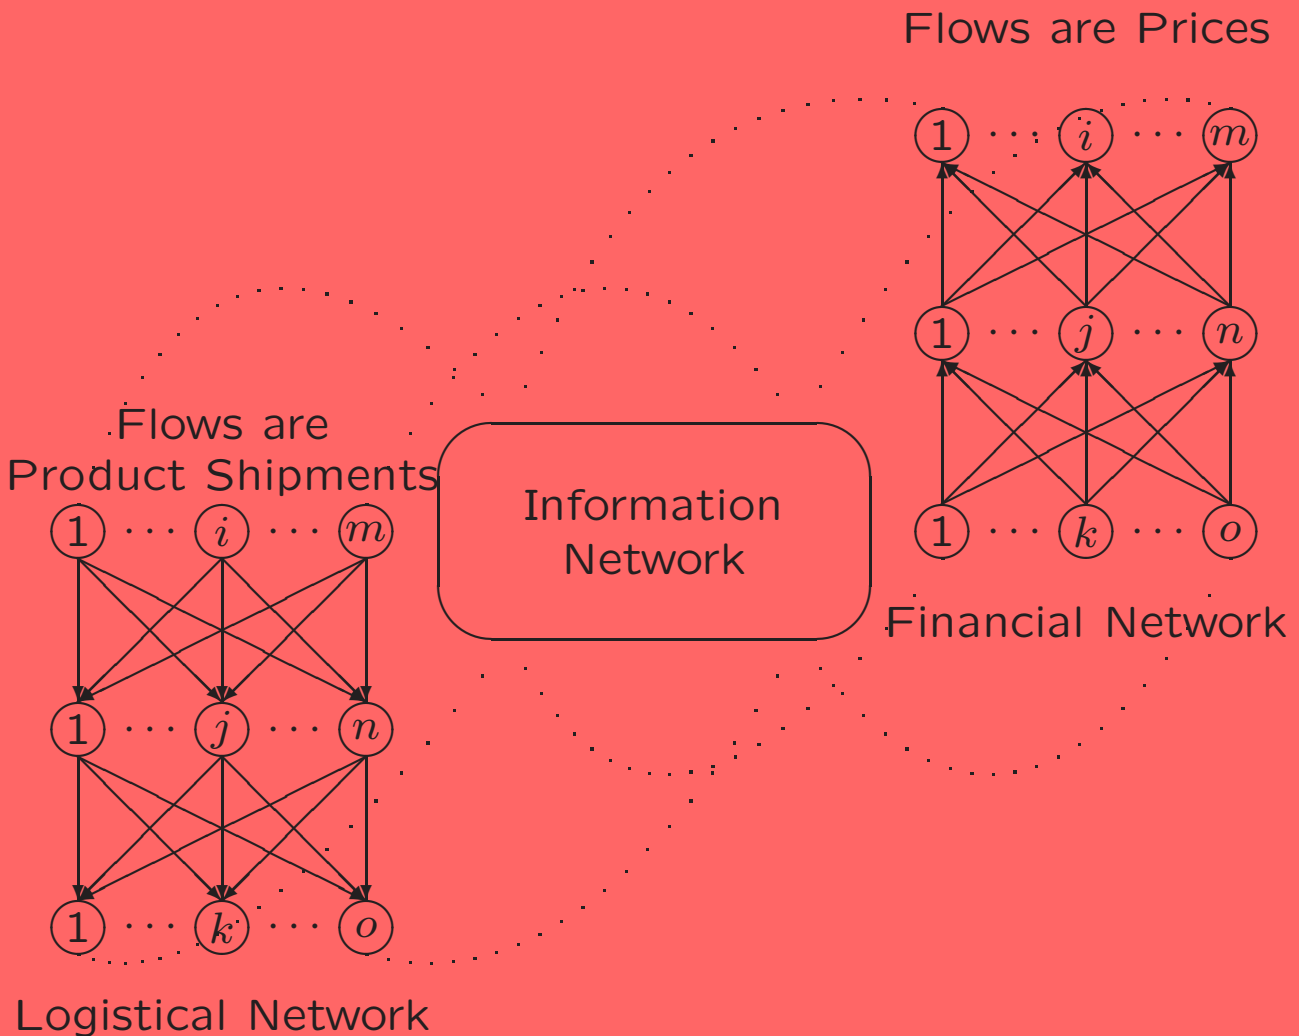 Flows are Prices
1 ··· i ··· m
1 ··· j ··· n
1 ··· k ··· o
Financial Network
Information
Network
Flows are
Product Shipments
1 ··· i ··· m
1 ··· j ··· n
1 ··· k ··· o
Logistical Network